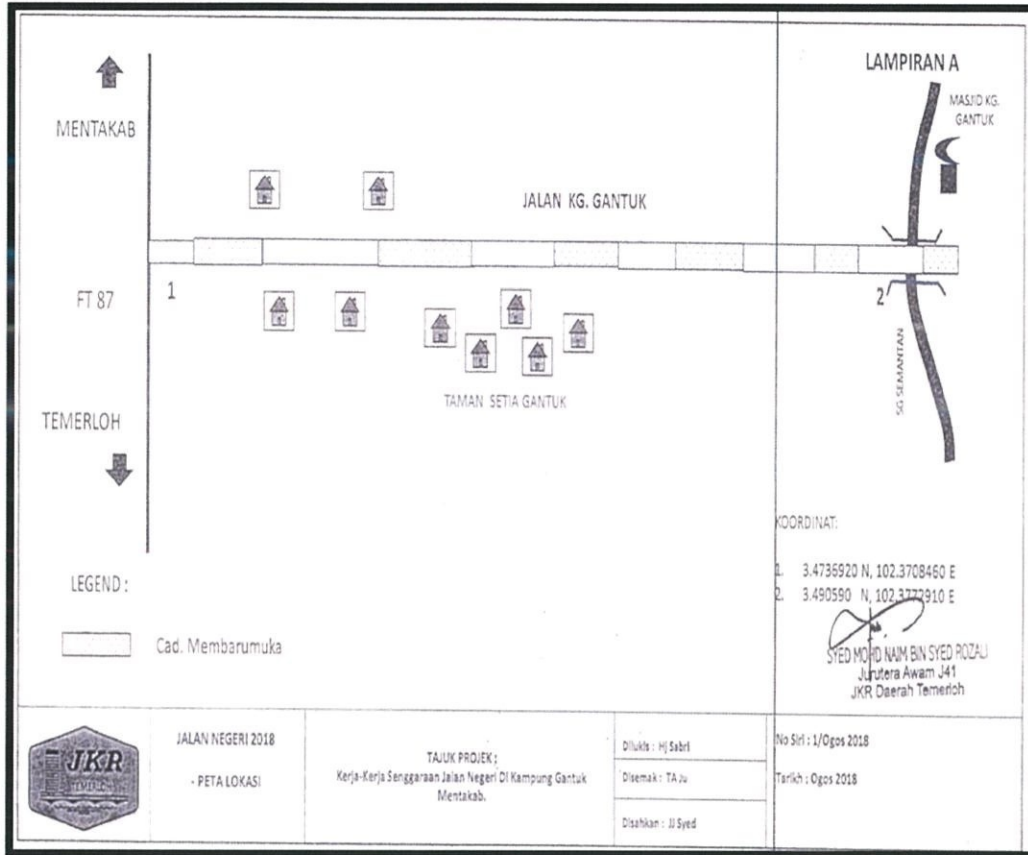 LAMPIRAN A
MASJID KG.
GANTUK
MENTAKAB
JALAN KG. GANTUK
FT 87
1
2
SG SEMANTAN
TAMAN SETIA GANTUK
TEMERLOH
KOORDINAT:
1. 3.4736920 N, 102.3708460 E
2. 3.490590 N, 102.3772910 E
LEGEND :
Cad. Membarumuka
SYED MOHD NAIM BIN SYED ROZALI
Jurutera Awam J41
JKR Daerah Temerloh
JKR
TEMERLOH
JALAN NEGERI 2018
- PETA LOKASI
TAJUK PROJEK :
Kerja-Kerja Senggaraan Jalan Negeri Di Kampung Gantuk
Mentakab.
Dilukis : Hj Sabri
Disemak : TA Ju
Disahkan : JJ Syed
No Siri : 1/Ogos 2018
Tarikh : Ogos 2018